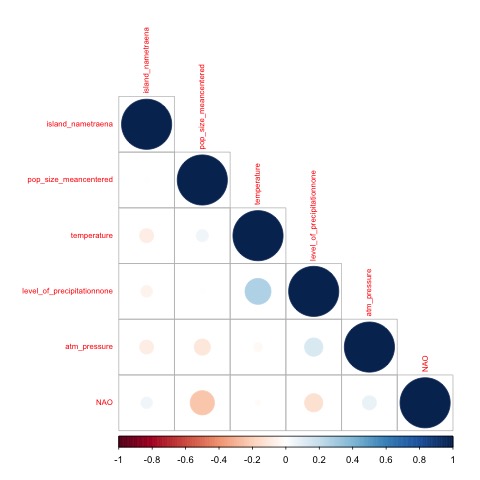 island_nametraena
pop_size_meancentered
temperature
level_of_precipitationnone
atm_pressure
NAO
island_nametraena
pop_size_meancentered
temperature
level_of_precipitationnone
atm_pressure
NAO
-1 -0.8 -0.6 -0.4 -0.2 0 0.2 0.4 0.6 0.8 1